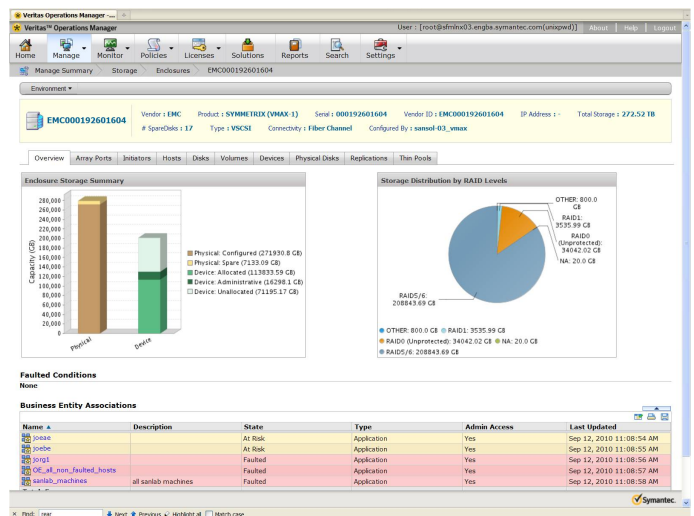 Veritas Operations Manager -...
Veritas™ Operations Manager
User : [root@sfmlnx03.engba.symantec.com(unixpwd)] About Help Logout
Home Manage Monitor Policies Licenses Solutions Reports Search Settings
Manage Summary Storage Enclosures EMC000192601604
Environment
EMC000192601604
Vendor : EMC Product : SYMMETRIX (VMAX-1) Serial : 000192601604 Vendor ID : EMC000192601604 IP Address : - Total Storage : 272.52 TB
# SpareDisks : 17 Type : VSCSI Connectivity : Fiber Channel Configured By : sansol-03_vmax
Overview Array Ports Initiators Hosts Disks Volumes Devices Physical Disks Replications Thin Pools
Enclosure Storage Summary
Capacity (GB)
280,000
260,000
240,000
220,000
200,000
180,000
160,000
140,000
120,000
100,000
80,000
60,000
40,000
20,000
0
Physical
Device
Physical: Configured (271930.8 GB)
Physical: Spare (7133.09 GB)
Device: Allocated (113833.59 GB)
Device: Administrative (16298.1 GB)
Device: Unallocated (71195.17 GB)
Storage Distribution by RAID Levels
OTHER: 800.0
GB
RAID1:
3535.99 GB
RAID0
(Unprotected):
34042.02 GB
NA: 20.0 GB
RAID5/6:
208843.69 GB
OTHER: 800.0 GB RAID1: 3535.99 GB
RAID0 (Unprotected): 34042.02 GB NA: 20.0 GB
RAID5/6: 208843.69 GB
Faulted Conditions
None
Business Entity Associations
Name Description State Type Admin Access Last Updated
joeae At Risk Application Yes Sep 12, 2010 11:08:54 AM
joebe At Risk Application Yes Sep 12, 2010 11:08:55 AM
jorg1 Faulted Application Yes Sep 12, 2010 11:08:56 AM
OE_all_non_faulted_hosts Faulted Application Yes Sep 12, 2010 11:08:57 AM
sanlab_machines all sanlab machines Faulted Application Yes Sep 12, 2010 11:08:58 AM
Symantec.
Find: rear Next Previous Highlight all Match case